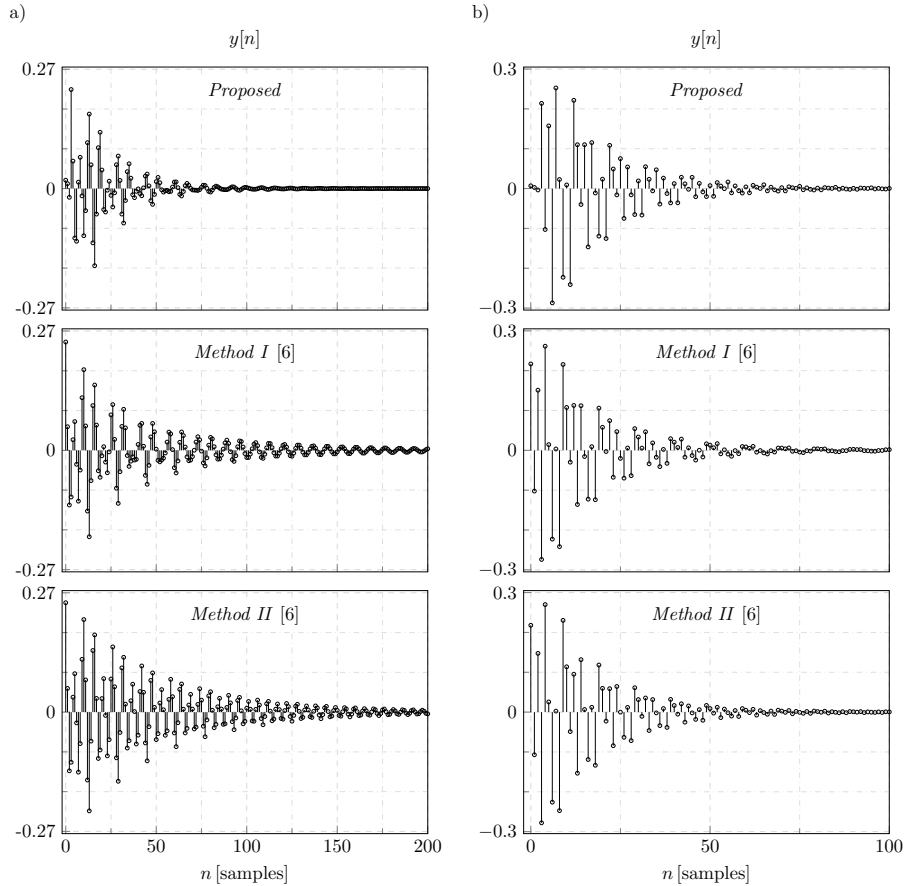 a)
y[n]
0.27
Proposed
0
-0.27
0.27
Method I [6]
0
-0.27
0.27
Method II [6]
0
-0.27
0 50 100 150 200
n [samples]
b)
y[n]
0.3
Proposed
0
−0.3
0.3
Method I [6]
0
−0.3
0.3
Method II [6]
0
−0.3
0 50 100
n [samples]